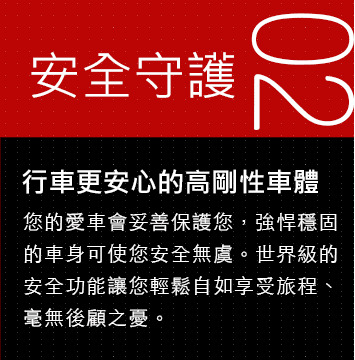 安全守護
02
行車更安心的高剛性車體
您的愛車會妥善保護您，強悍穩固
的車身可使您安全無虞。世界級的
安全功能讓您輕鬆自如享受旅程、
毫無後顧之憂。